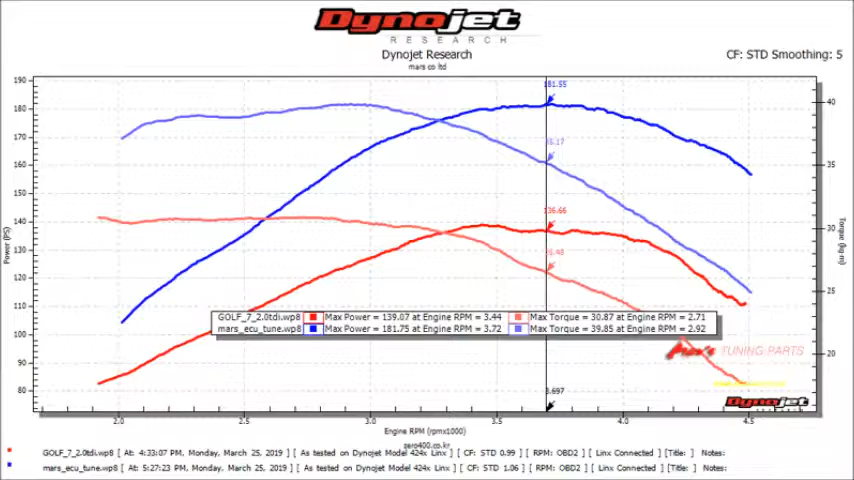 Dynojet
RESEARCH
Dynojet Research
CF: STD Smoothing: 5
mars co ltd
190
180
170
160
150
140
130
120
110
100
90
80
Power (PS)
40
35
30
25
20
Torque (kg-m)
181.55
136.66
GOLF_7_2.0tdi.wp8 Max Power = 139.07 at Engine RPM = 3.44 Max Torque = 30.87 at Engine RPM = 2.71
mars_ecu_tune.wp8 Max Power = 181.75 at Engine RPM = 3.72 Max Torque = 39.85 at Engine RPM = 2.92
TUNING PARTS
3.697
Dynojet
2.0 2.5 3.0 3.5 4.0 4.5
Engine RPM (rpmx1000)
zero400.co.kr
GOLF_7_2.0tdi.wp8 [ At: 4:33:07 PM, Monday, March 25, 2019 ] [ As tested on Dynojet Model 424x Linx ] [ CF: STD 0.99 ] [ RPM: OBD2 ] [ Linx Connected ] [Title: ] Notes:
mars_ecu_tune.wp8 [ At: 5:27:23 PM, Monday, March 25, 2019 ] [ As tested on Dynojet Model 424x Linx ] [ CF: STD 1.06 ] [ RPM: OBD2 ] [ Linx Connected ] [Title: ] Notes: